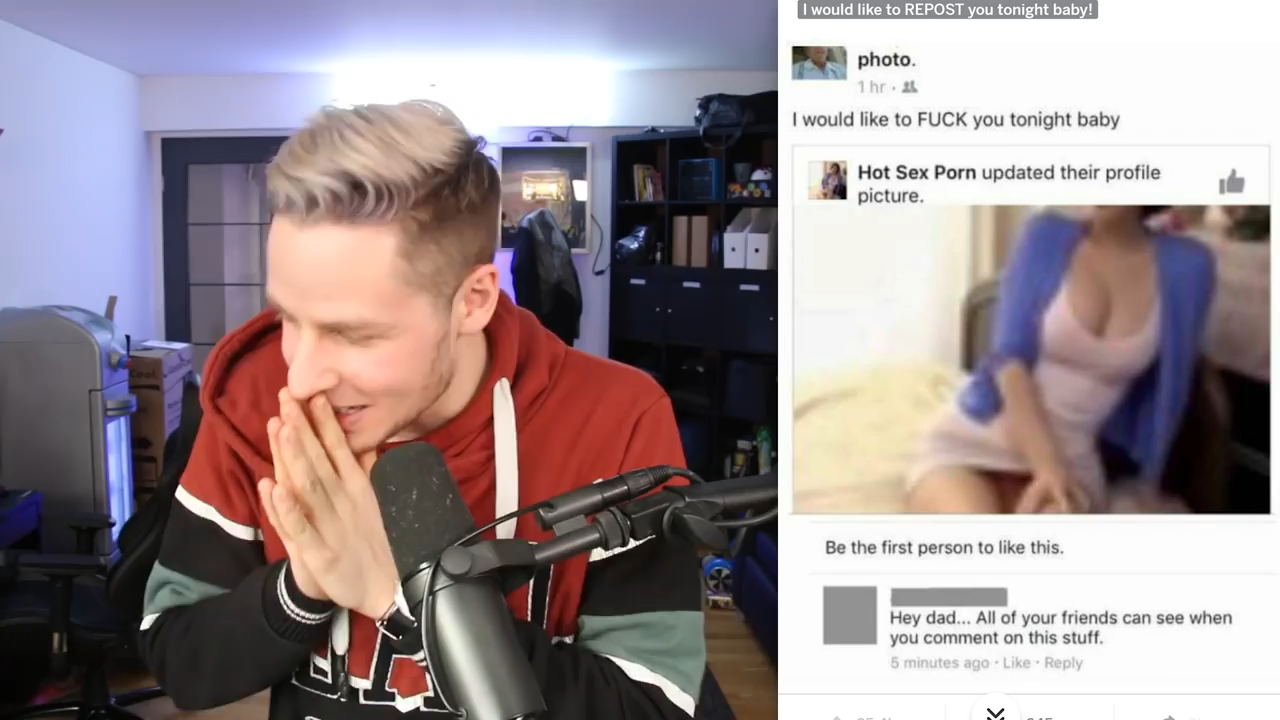 I would like to REPOST you tonight baby!
photo.
1 hr ·
I would like to FUCK you tonight baby
Hot Sex Porn updated their profile
picture.
Be the first person to like this.
Hey dad... All of your friends can see when
you comment on this stuff.
5 minutes ago · Like · Reply
Cool.